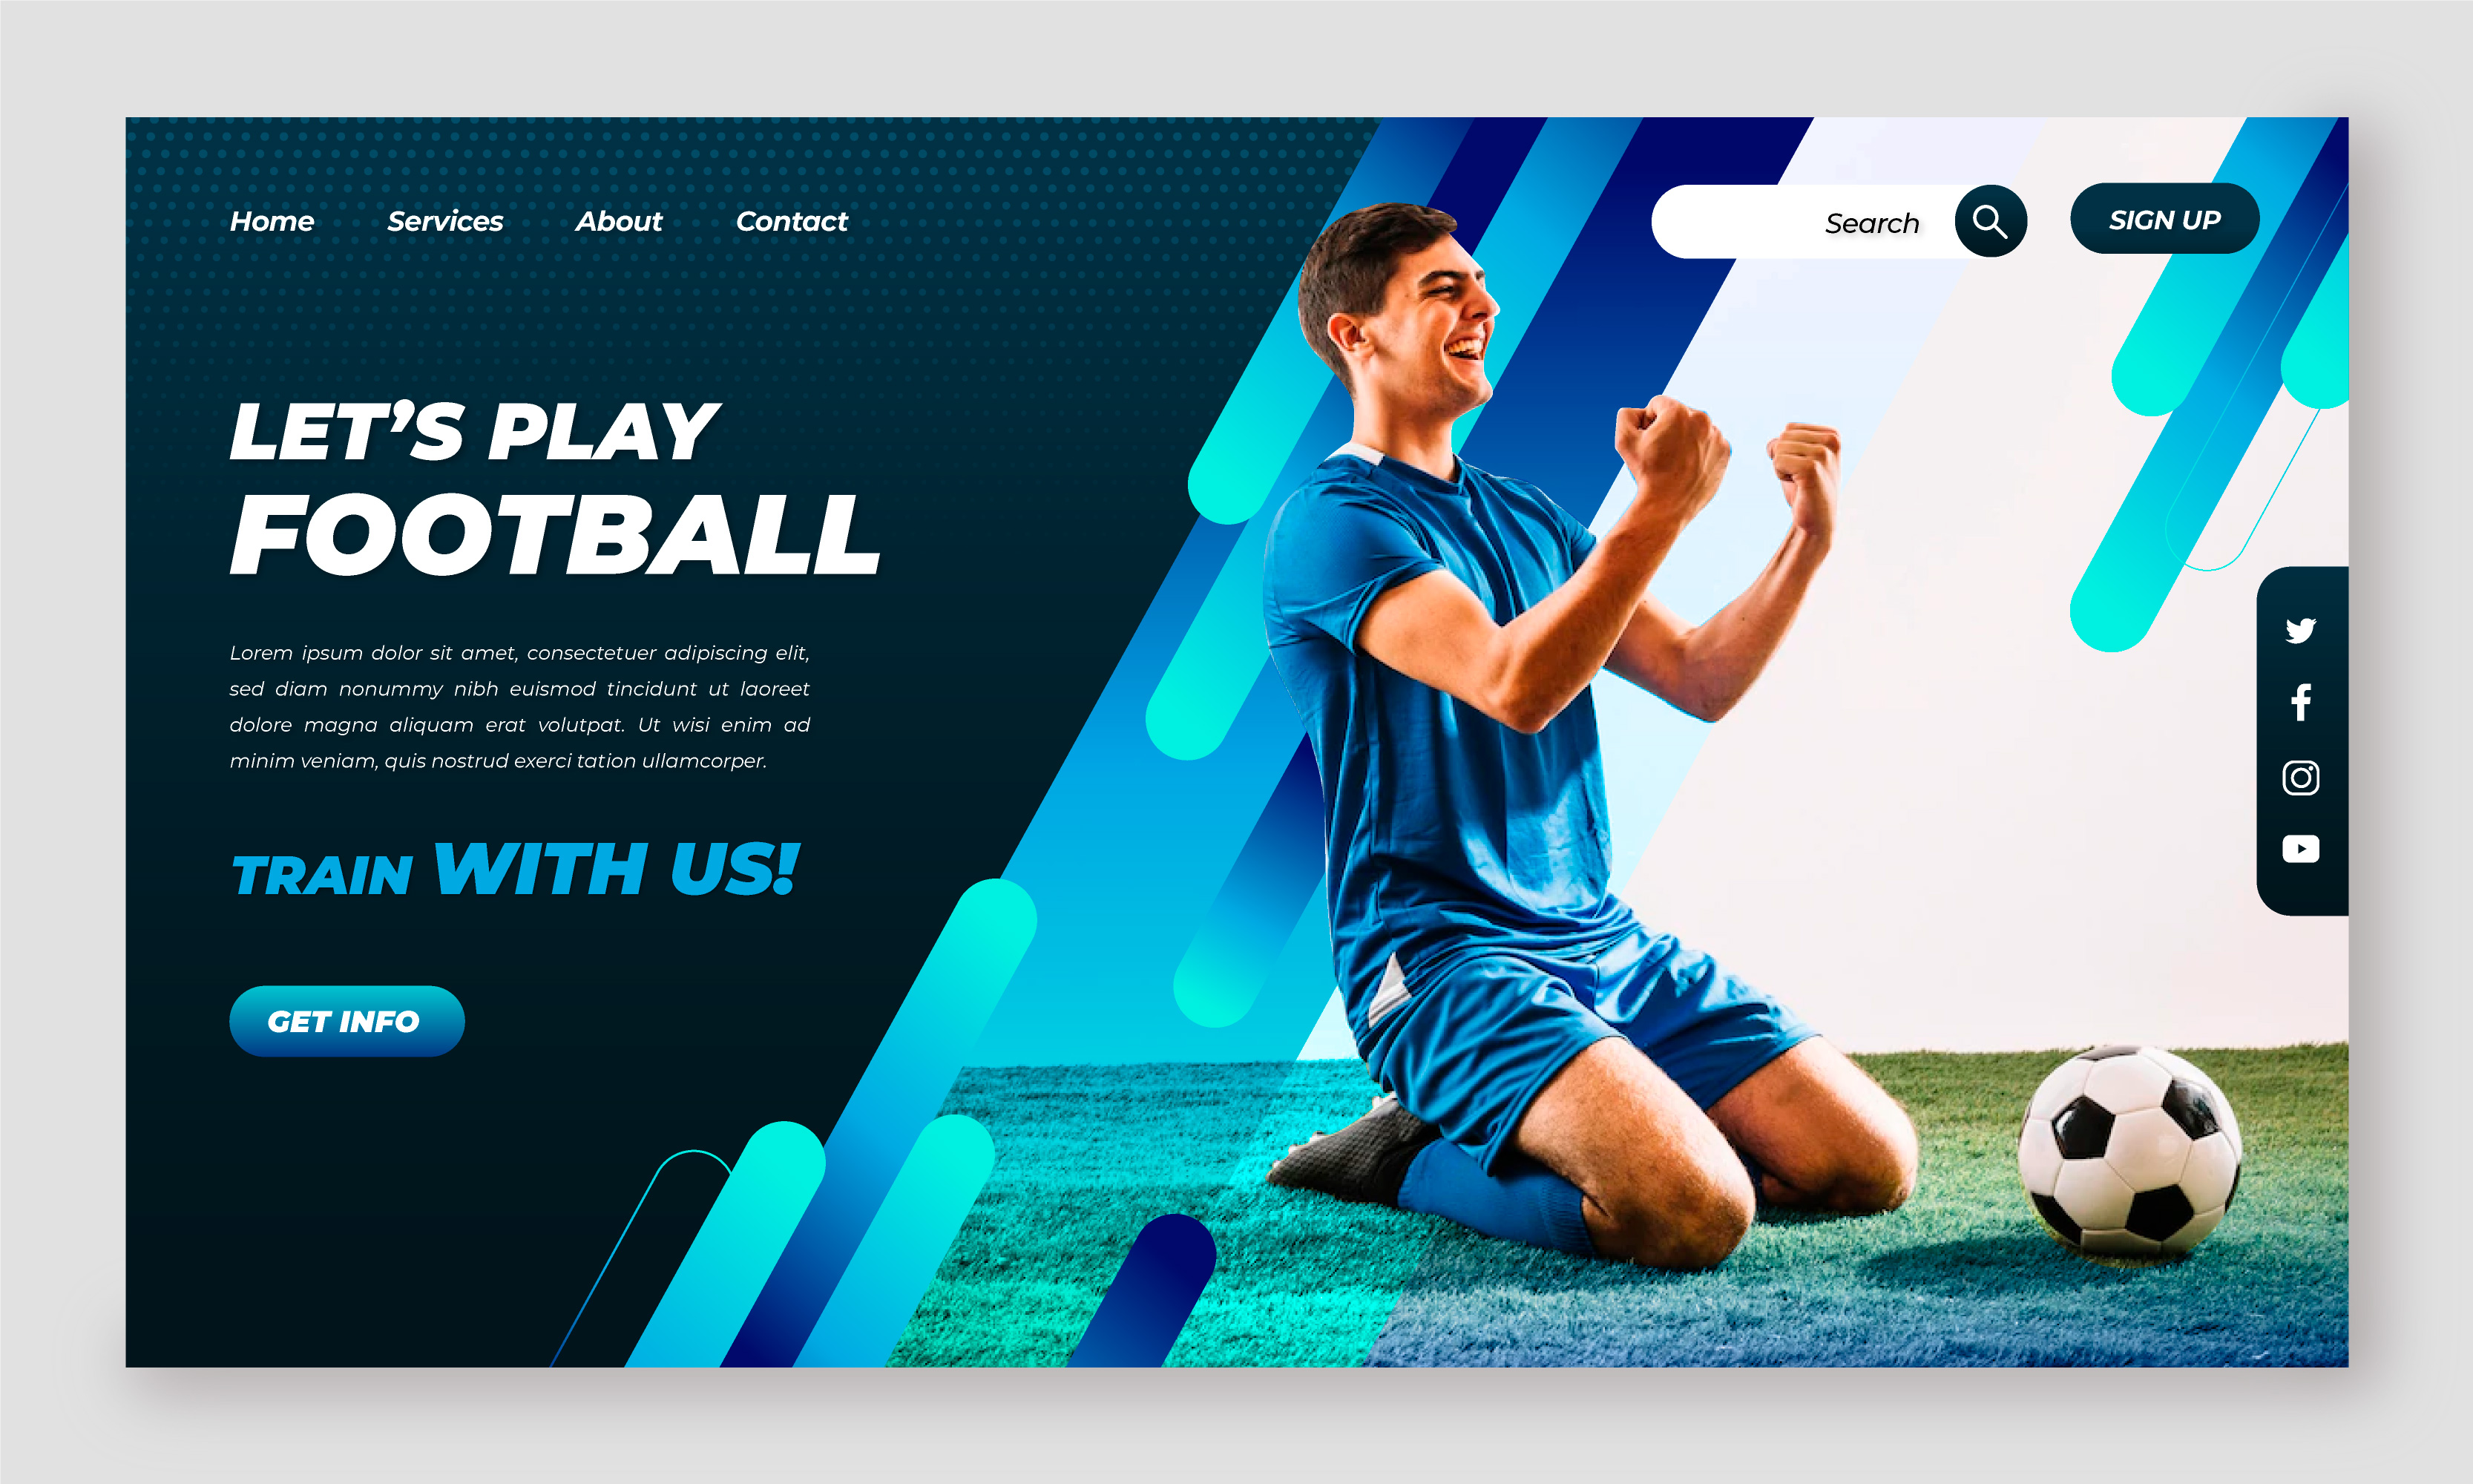 Home Services About Contact Search SIGN UP
LET’S PLAY
FOOTBALL
Lorem ipsum dolor sit amet, consectetuer adipiscing elit,
sed diam nonummy nibh euismod tincidunt ut laoreet
dolore magna aliquam erat volutpat. Ut wisi enim ad
minim veniam, quis nostrud exerci tation ullamcorper.
TRAIN WITH US!
GET INFO